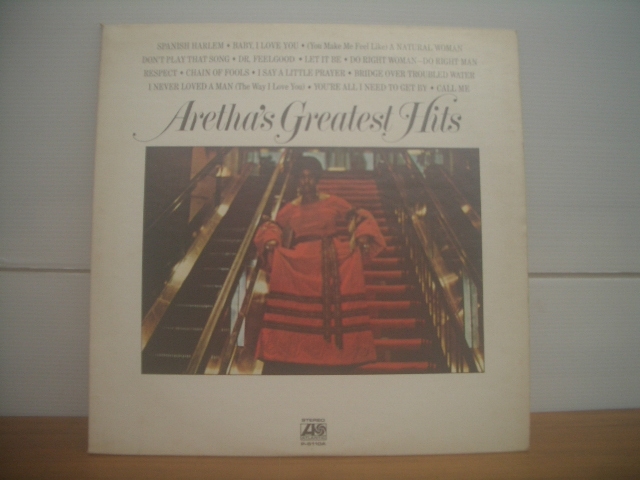 SPANISH HARLEM • BABY, I LOVE YOU • (You Make Me Feel Like) A NATURAL WOMAN
DON'T PLAY THAT SONG • DR. FEELGOOD • LET IT BE • DO RIGHT WOMAN - DO RIGHT MAN
RESPECT • CHAIN OF FOOLS • I SAY A LITTLE PRAYER • BRIDGE OVER TROUBLED WATER
I NEVER LOVED A MAN (The Way I Love You) • YOU'RE ALL I NEED TO GET BY • CALL ME
Aretha's Greatest Hits
STEREO